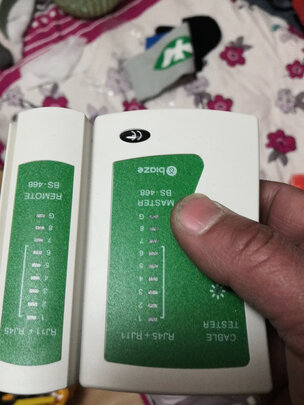 CABLE
TESTER
RJ45 + RJ11
1
2
3
4
5
6
7
8
G
MASTER
BS-468
blaze
CE
RJ11 + RJ45
1
2
3
4
5
6
7
8
G
REMOTE
BS-468